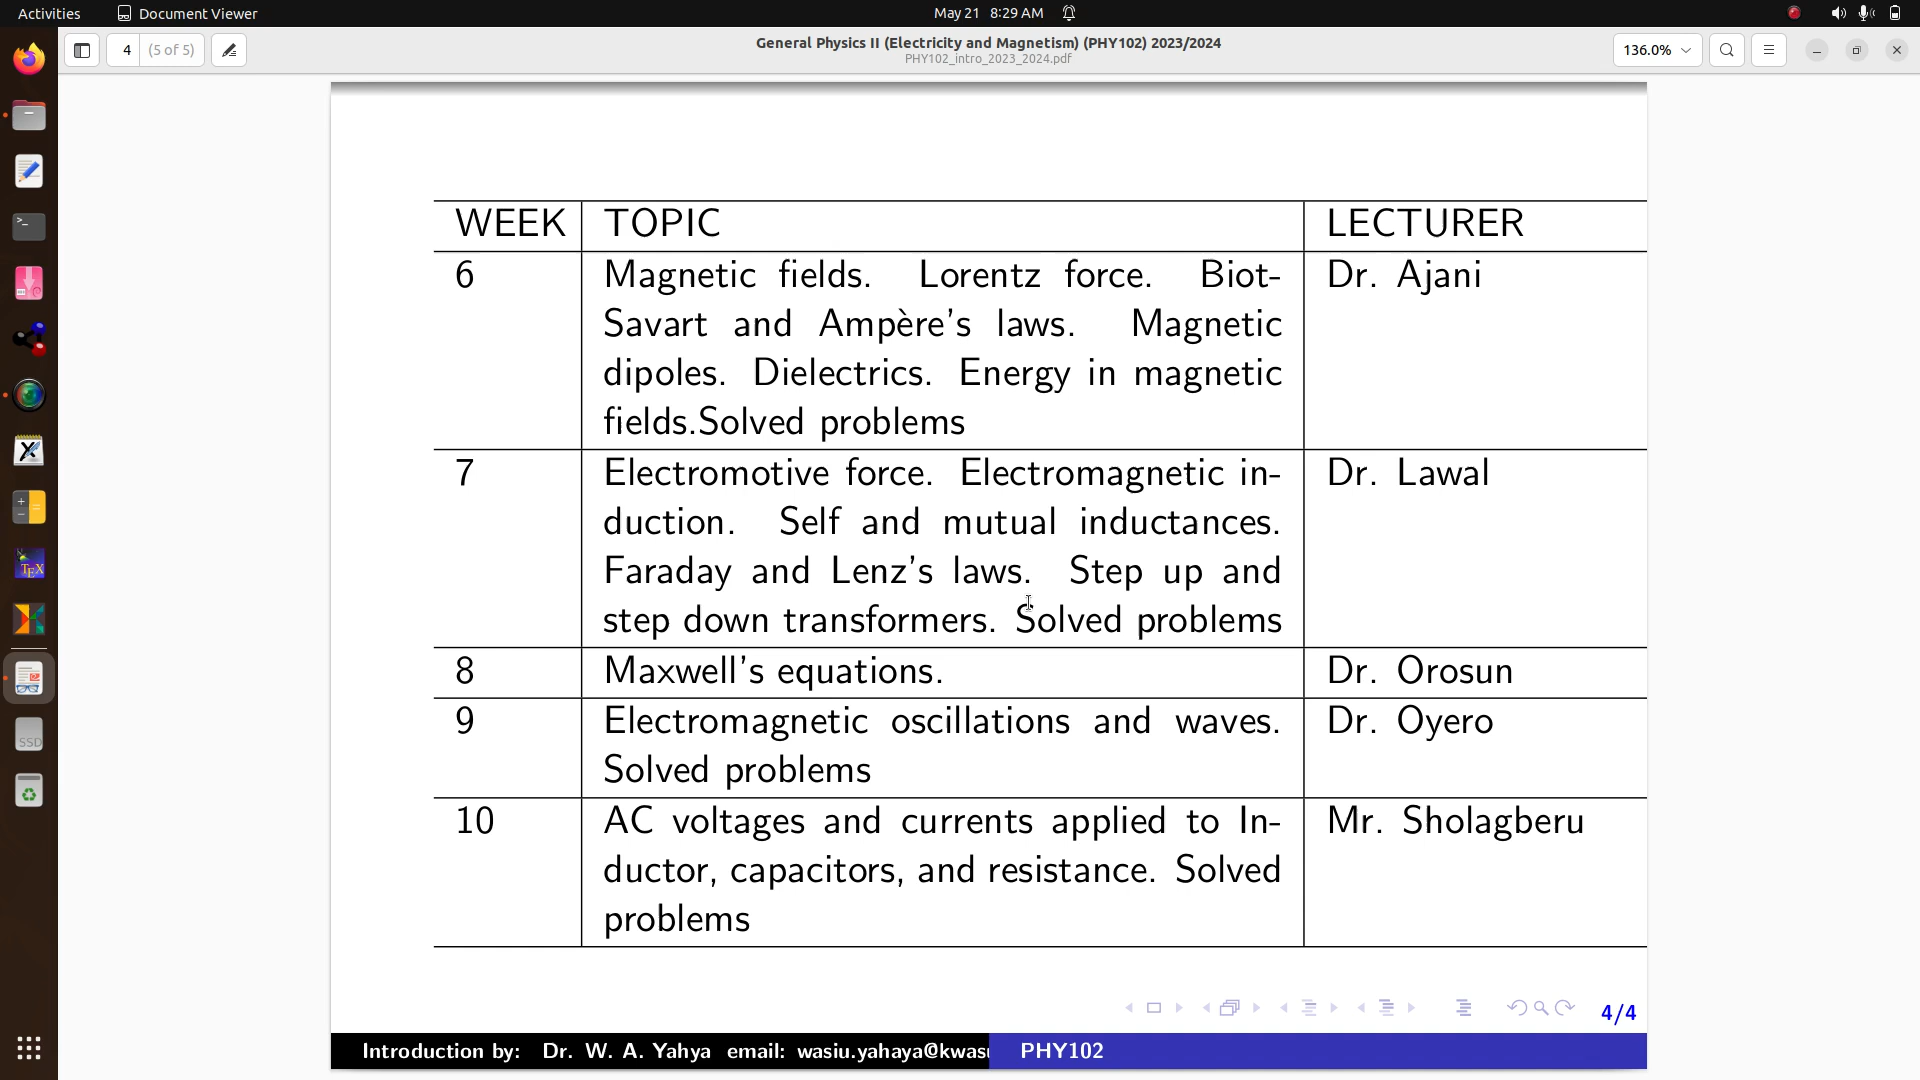 Activities Document Viewer May 21 8:29 AM
4 (5 of 5) General Physics II (Electricity and Magnetism) (PHY102) 2023/2024 136.0%
PHY102_intro_2023_2024.pdf
WEEK TOPIC LECTURER
6 Magnetic fields. Lorentz force. Biot- Dr. Ajani
Savart and Ampère's laws. Magnetic
dipoles. Dielectrics. Energy in magnetic
fields.Solved problems
7 Electromotive force. Electromagnetic in- Dr. Lawal
duction. Self and mutual inductances.
Faraday and Lenz's laws. Step up and
step down transformers. Solved problems
8 Maxwell's equations. Dr. Orosun
9 Electromagnetic oscillations and waves. Dr. Oyero
Solved problems
10 AC voltages and currents applied to In- Mr. Sholagberu
ductor, capacitors, and resistance. Solved
problems
SSD
TEX
4/4
Introduction by: Dr. W. A. Yahya email: wasiu.yahaya@kwas PHY102